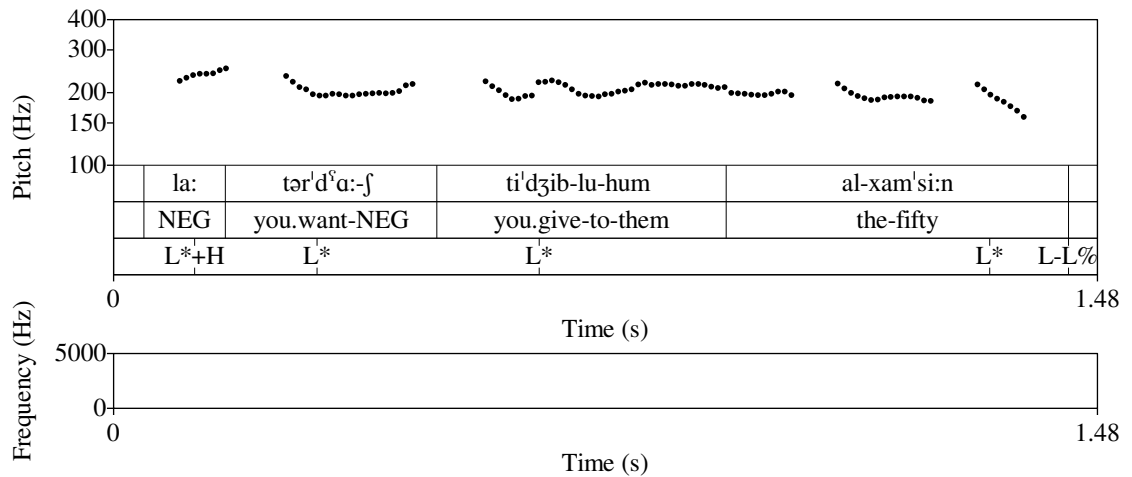 400
300
200
150
100
Pitch (Hz)
la: tərˈdˤɑ:-ʃ tiˈdʒib-lu-hum al-xamˈsi:n
NEG you.want-NEG you.give-to-them the-fifty
L*+H L* L* L* L-L%
0 1.48
Time (s)
5000
0
Frequency (Hz)
0 1.48
Time (s)